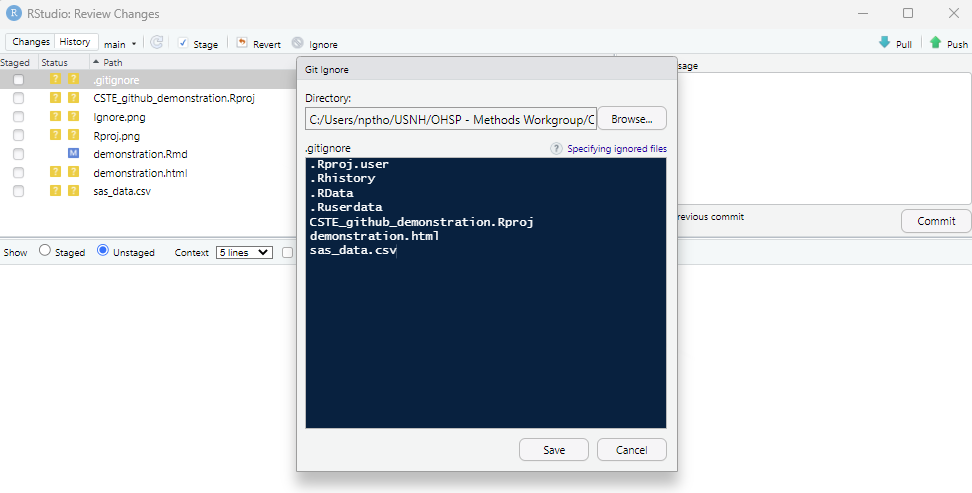 RStudio: Review Changes
Changes History main Stage Revert Ignore Pull Push
Staged Status Path
.gitignore
CSTE_github_demonstration.Rproj
Ignore.png
Rproj.png
demonstration.Rmd
demonstration.html
sas_data.csv
Show Staged Unstaged Context 5 lines
Git Ignore
Directory:
C:/Users/nptho/USNH/OHSP - Methods Workgroup/C Browse...
.gitignore ? Specifying ignored files
.Rproj.user
.Rhistory
.RData
.Ruserdata
CSTE_github_demonstration.Rproj
demonstration.html
sas_data.csv
Save Cancel
ssage
revious commit
Commit